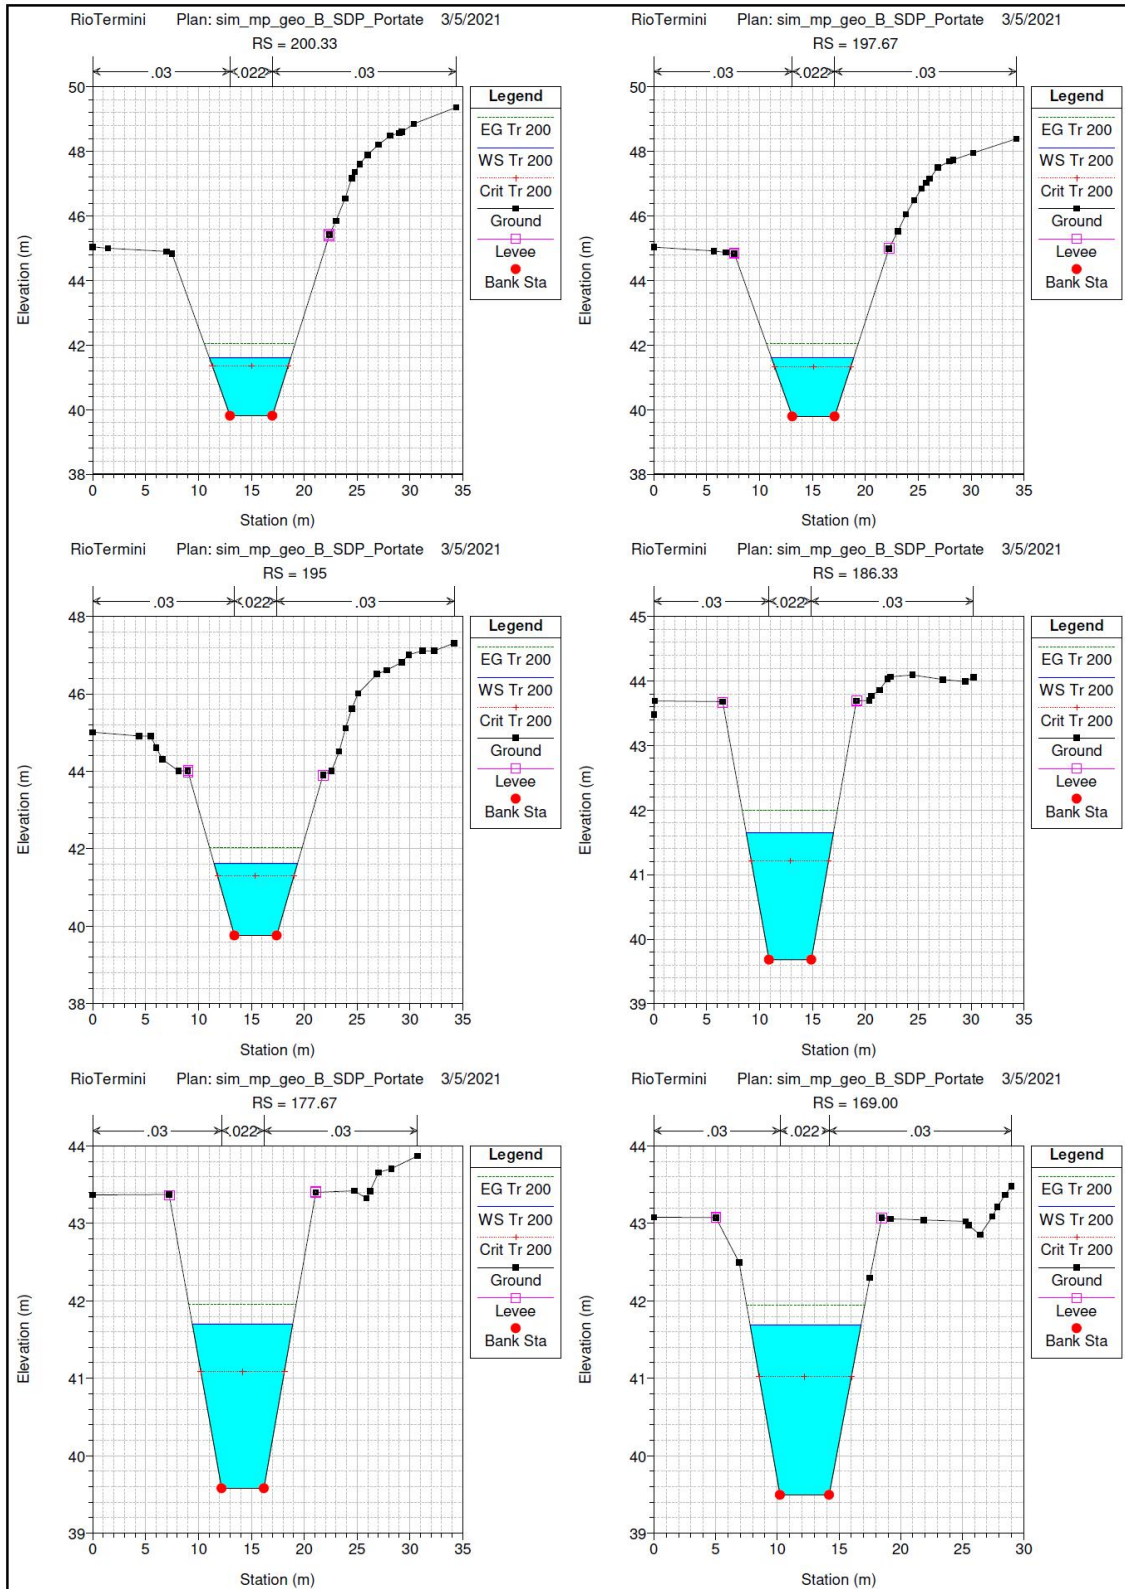 RioTermini Plan: sim_mp_geo_B_SDP_Portate 3/5/2021
RS = 200.33
.03 .022 .03
50
48
46
44
42
40
38
Elevation (m)
0 5 10 15 20 25 30 35
Station (m)
Legend
EG Tr 200
WS Tr 200
Crit Tr 200
Ground
Levee
Bank Sta
RioTermini Plan: sim_mp_geo_B_SDP_Portate 3/5/2021
RS = 197.67
.03 .022 .03
50
48
46
44
42
40
38
Elevation (m)
0 5 10 15 20 25 30 35
Station (m)
Legend
EG Tr 200
WS Tr 200
Crit Tr 200
Ground
Levee
Bank Sta
RioTermini Plan: sim_mp_geo_B_SDP_Portate 3/5/2021
RS = 195
.03 .022 .03
48
46
44
42
40
38
Elevation (m)
0 5 10 15 20 25 30 35
Station (m)
Legend
EG Tr 200
WS Tr 200
Crit Tr 200
Ground
Levee
Bank Sta
RioTermini Plan: sim_mp_geo_B_SDP_Portate 3/5/2021
RS = 186.33
.03 .022 .03
45
44
43
42
41
40
39
Elevation (m)
0 5 10 15 20 25 30 35
Station (m)
Legend
EG Tr 200
WS Tr 200
Crit Tr 200
Ground
Levee
Bank Sta
RioTermini Plan: sim_mp_geo_B_SDP_Portate 3/5/2021
RS = 177.67
.03 .022 .03
44
43
42
41
40
39
Elevation (m)
0 5 10 15 20 25 30 35
Station (m)
Legend
EG Tr 200
WS Tr 200
Crit Tr 200
Ground
Levee
Bank Sta
RioTermini Plan: sim_mp_geo_B_SDP_Portate 3/5/2021
RS = 169.00
.03 .022 .03
44
43
42
41
40
39
Elevation (m)
0 5 10 15 20 25 30
Station (m)
Legend
EG Tr 200
WS Tr 200
Crit Tr 200
Ground
Levee
Bank Sta